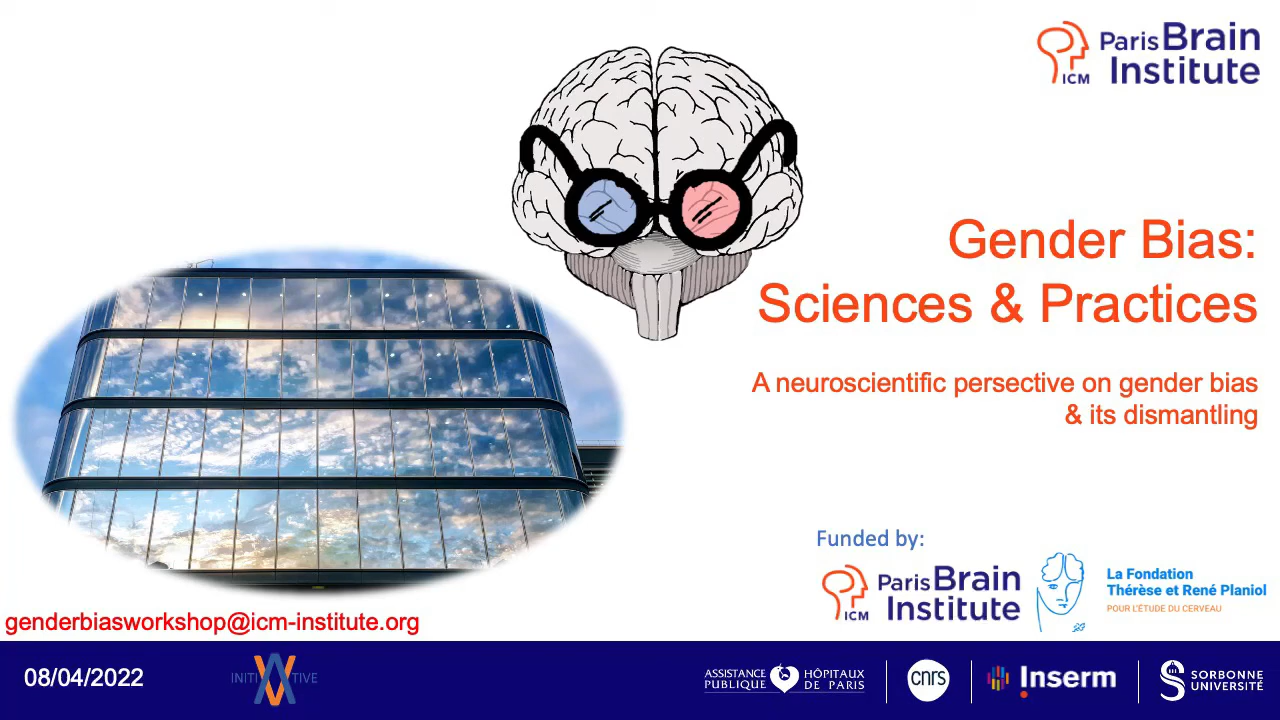 Paris Brain
Institute
ICM
Gender Bias:
Sciences & Practices
A neuroscientific persective on gender bias
& its dismantling
Funded by:
Paris Brain
Institute
ICM
La Fondation
Thérèse et René Planiol
POUR L'ÉTUDE DU CERVEAU
genderbiasworkshop@icm-institute.org
08/04/2022
INITI TIVE
ASSISTANCE HÔPITAUX
PUBLIQUE DE PARIS
cnrs
Inserm
SORBONNE
UNIVERSITÉ